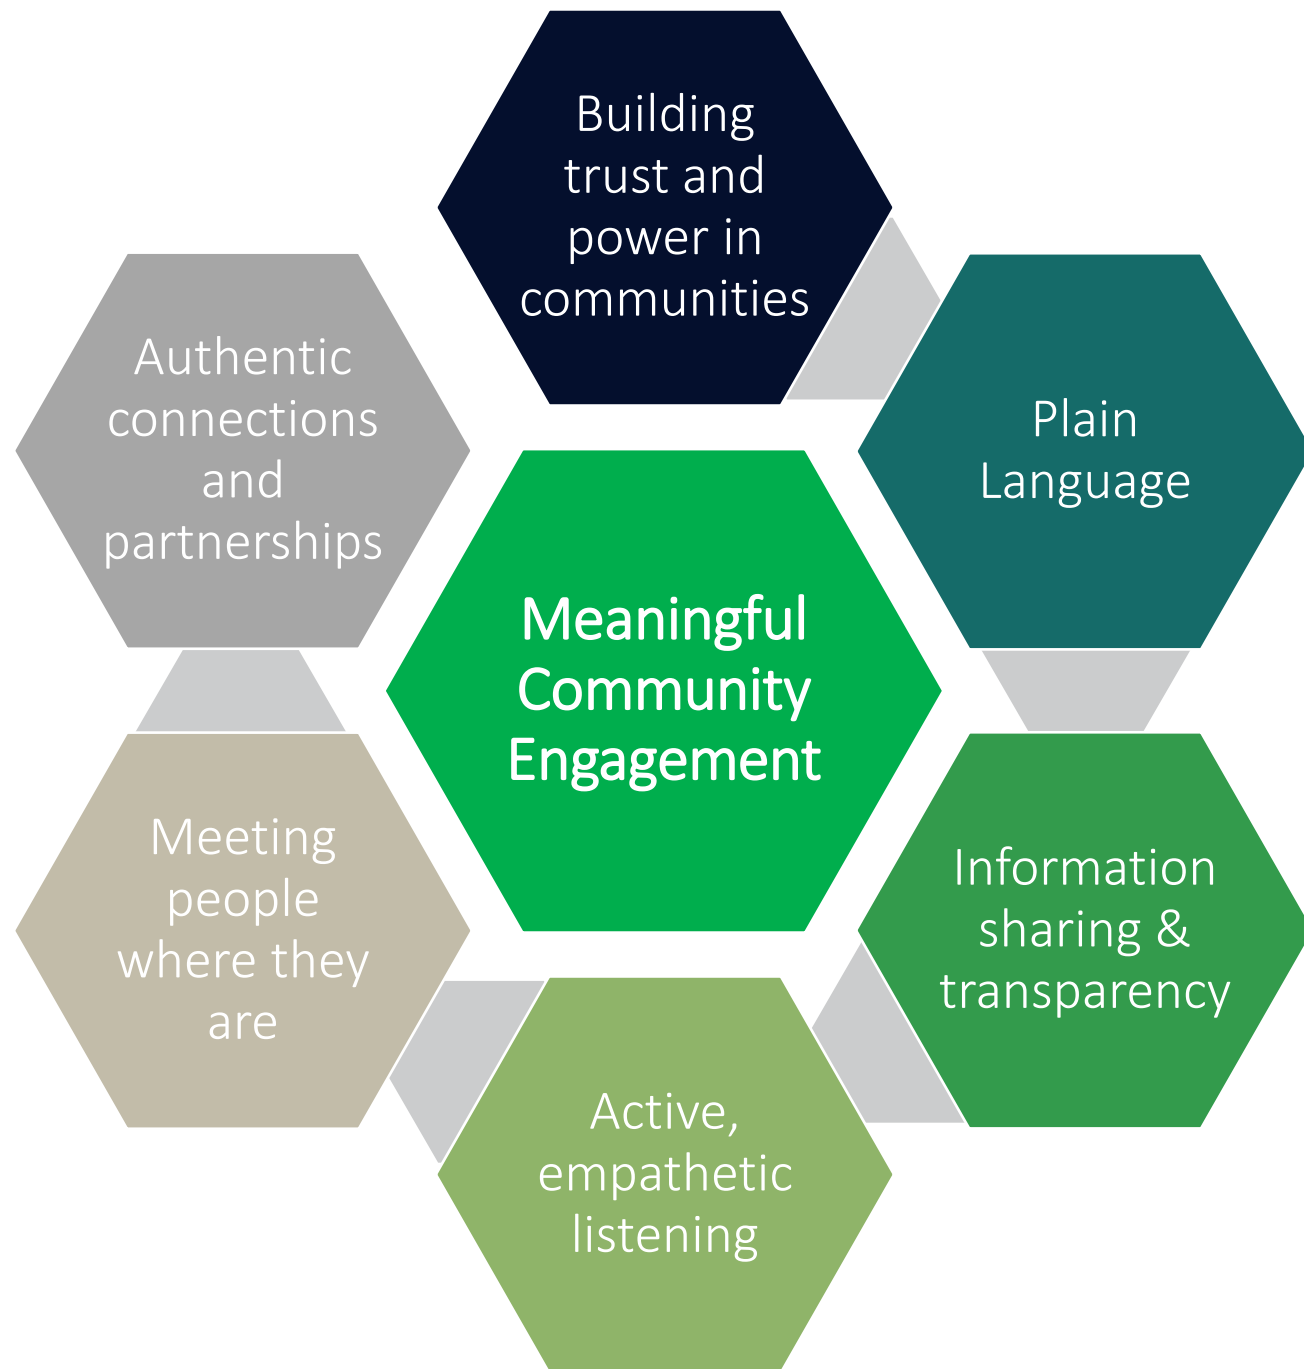 Building
trust and
power in
communities
Plain
Language
Information
sharing &
transparency
Active,
empathetic
listening
Meeting
people
where they
are
Authentic
connections
and
partnerships
Meaningful
Community
Engagement